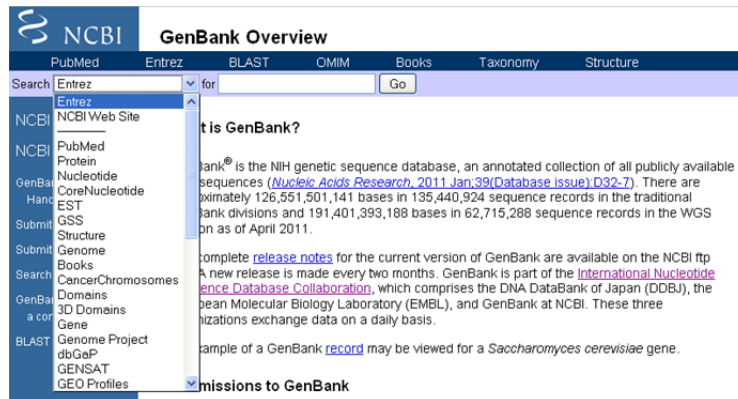 NCBI
GenBank Overview
PubMed Entrez BLAST OMIM Books Taxonomy Structure
Search Entrez for Go
Entrez
NCBI Web Site
PubMed
Protein
Nucleotide
CoreNucleotide
EST
GSS
Structure
Genome
Books
CancerChromosomes
Domains
3D Domains
Gene
Genome Project
dbGaP
GENSAT
GEO Profiles
NCBI
NCBI
GenBa
Hand
Submit
Submit
Search
GenBa
a cor
BLAST
t is GenBank?
Bank® is the NIH genetic sequence database, an annotated collection of all publicly available
sequences (Nucleic Acids Research, 2011 Jan;39(Database issue):D32-7). There are
oximately 126,551,501,141 bases in 135,440,924 sequence records in the traditional
Bank divisions and 191,401,393,188 bases in 62,715,288 sequence records in the WGS
on as of April 2011.
complete release notes for the current version of GenBank are available on the NCBI ftp
A new release is made every two months. GenBank is part of the International Nucleotide
ence Database Collaboration, which comprises the DNA DataBank of Japan (DDBJ), the
pean Molecular Biology Laboratory (EMBL), and GenBank at NCBI. These three
nizations exchange data on a daily basis.
xample of a GenBank record may be viewed for a Saccharomyces cerevisiae gene.
missions to GenBank